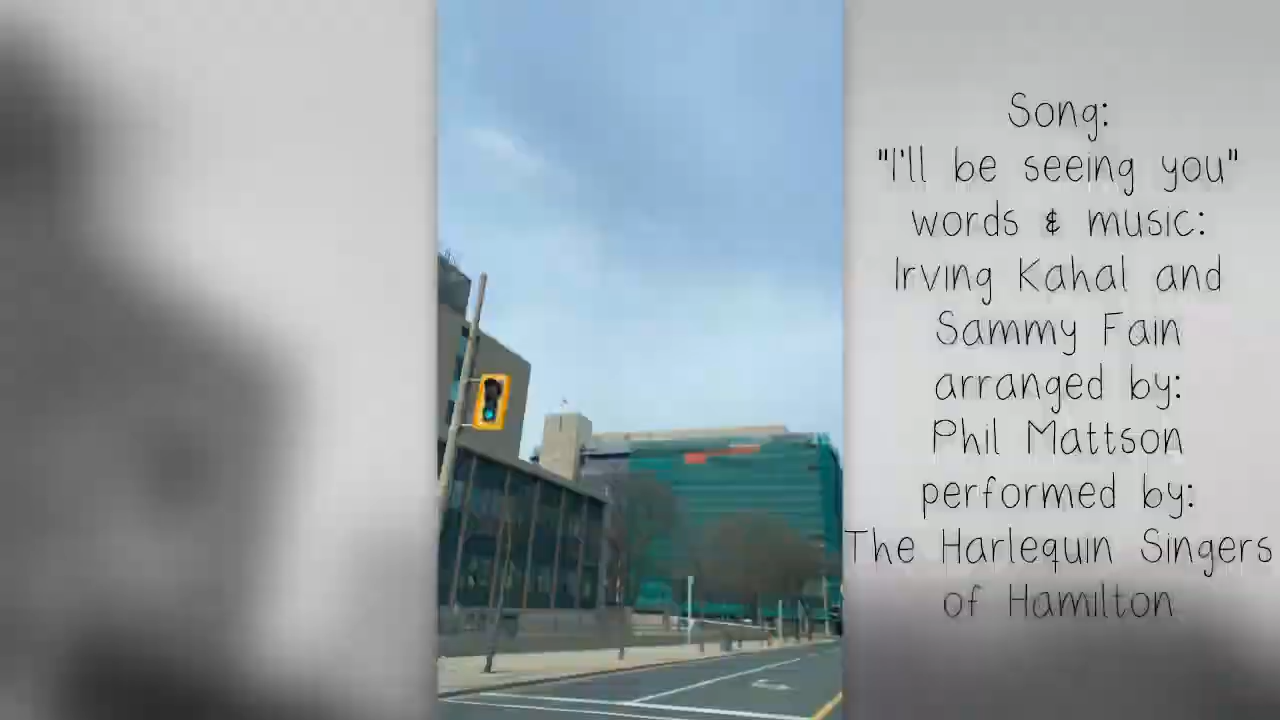 Song:
"I'll be seeing you"
words & music:
Irving Kahal and
Sammy Fain
arranged by:
Phil Mattson
performed by:
The Harlequin Singers
of Hamilton